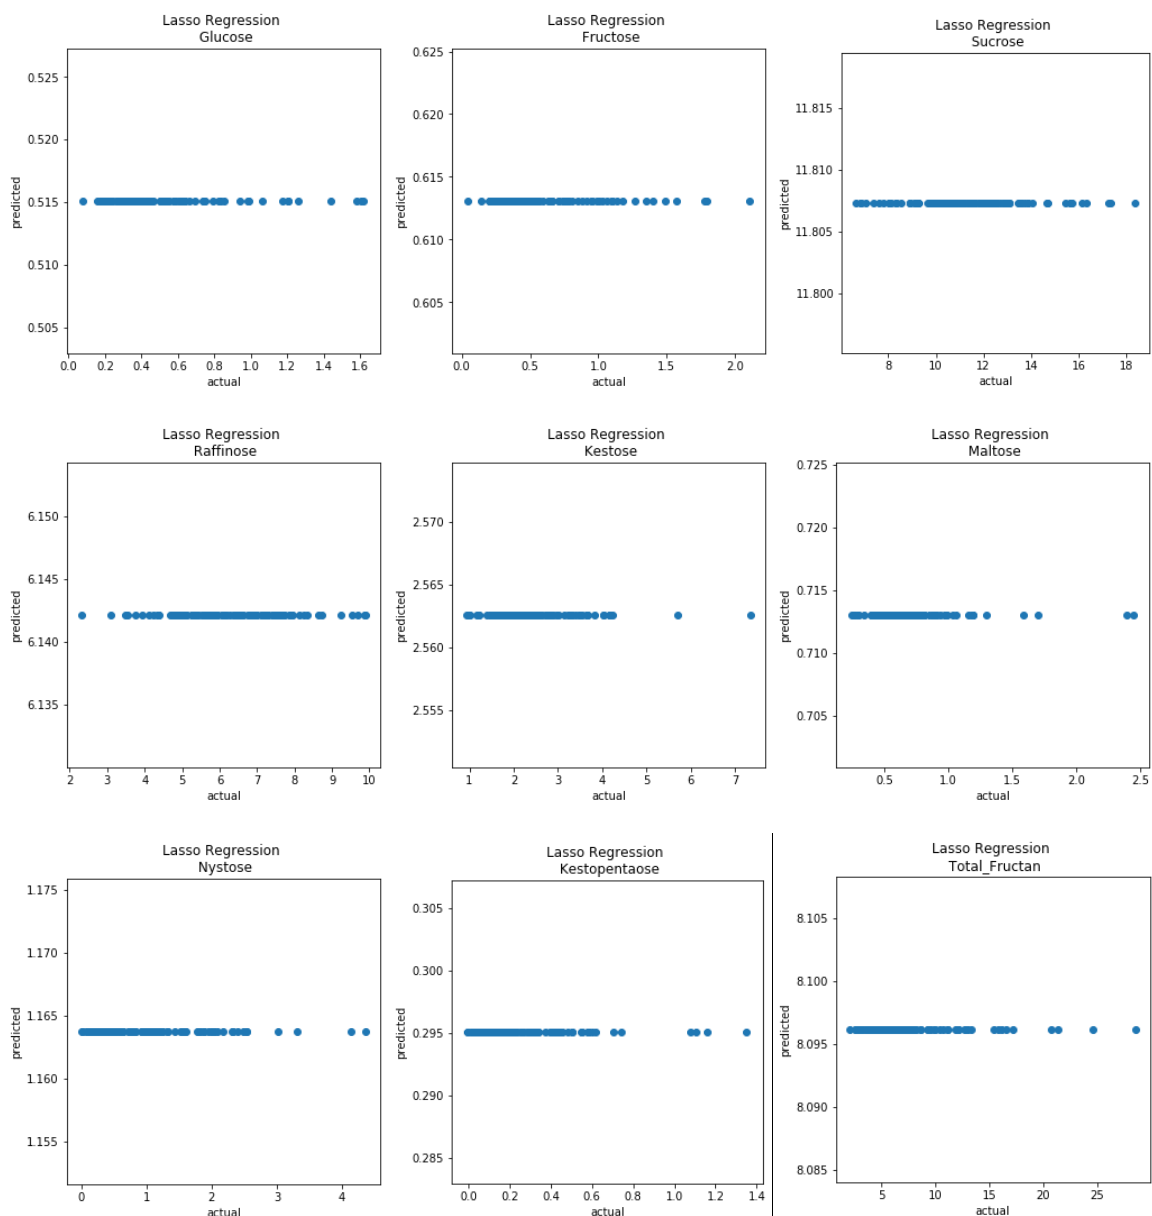 Lasso Regression
Glucose
0.525
0.520
0.515
0.510
0.505
predicted
0.0 0.2 0.4 0.6 0.8 1.0 1.2 1.4 1.6
actual
Lasso Regression
Fructose
0.625
0.620
0.615
0.610
0.605
predicted
0.0 0.5 1.0 1.5 2.0
actual
Lasso Regression
Sucrose
11.815
11.810
11.805
11.800
predicted
8 10 12 14 16 18
actual
Lasso Regression
Raffinose
6.150
6.145
6.140
6.135
predicted
2 3 4 5 6 7 8 9 10
actual
Lasso Regression
Kestose
2.570
2.565
2.560
2.555
predicted
1 2 3 4 5 6 7
actual
Lasso Regression
Maltose
0.725
0.720
0.715
0.710
0.705
predicted
0.5 1.0 1.5 2.0 2.5
actual
Lasso Regression
Nystose
1.175
1.170
1.165
1.160
1.155
predicted
0 1 2 3 4
actual
Lasso Regression
Kestopentaose
0.305
0.300
0.295
0.290
0.285
predicted
0.0 0.2 0.4 0.6 0.8 1.0 1.2 1.4
actual
Lasso Regression
Total_Fructan
8.105
8.100
8.095
8.090
8.085
predicted
5 10 15 20 25
actual